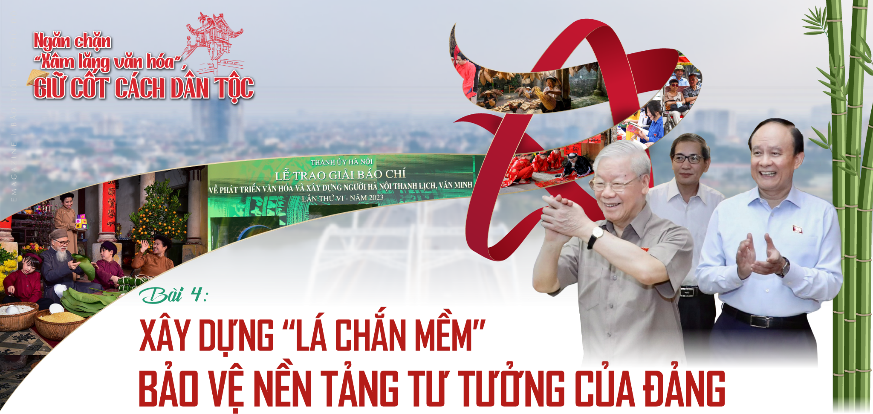 Ngăn chặn
“Xâm lăng văn hóa”,
GIỮ CỐT CÁCH DÂN TỘC
THÀNH ỦY HÀ NỘI
LỄ TRAO GIẢI BÁO CHÍ
VỀ PHÁT TRIỂN VĂN HÓA VÀ XÂY DỰNG NGƯỜI HÀ NỘI THANH LỊCH, VĂN MINH
LẦN THỨ VI - NĂM 2023
Bài 4:
XÂY DỰNG “LÁ CHẮN MỀM”
BẢO VỆ NỀN TẢNG TƯ TƯỞNG CỦA ĐẢNG